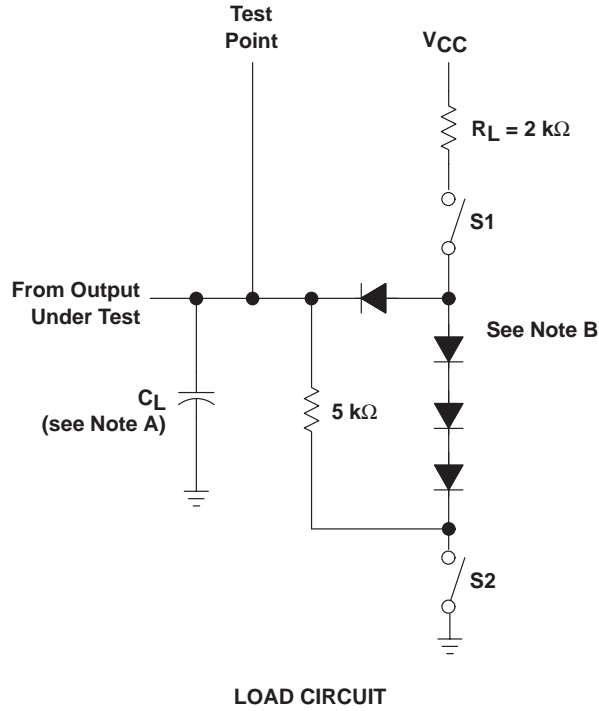 Test
Point
VCC
RL = 2 kΩ
S1
From Output
Under Test
See Note B
CL
(see Note A)
5 kΩ
S2
LOAD CIRCUIT